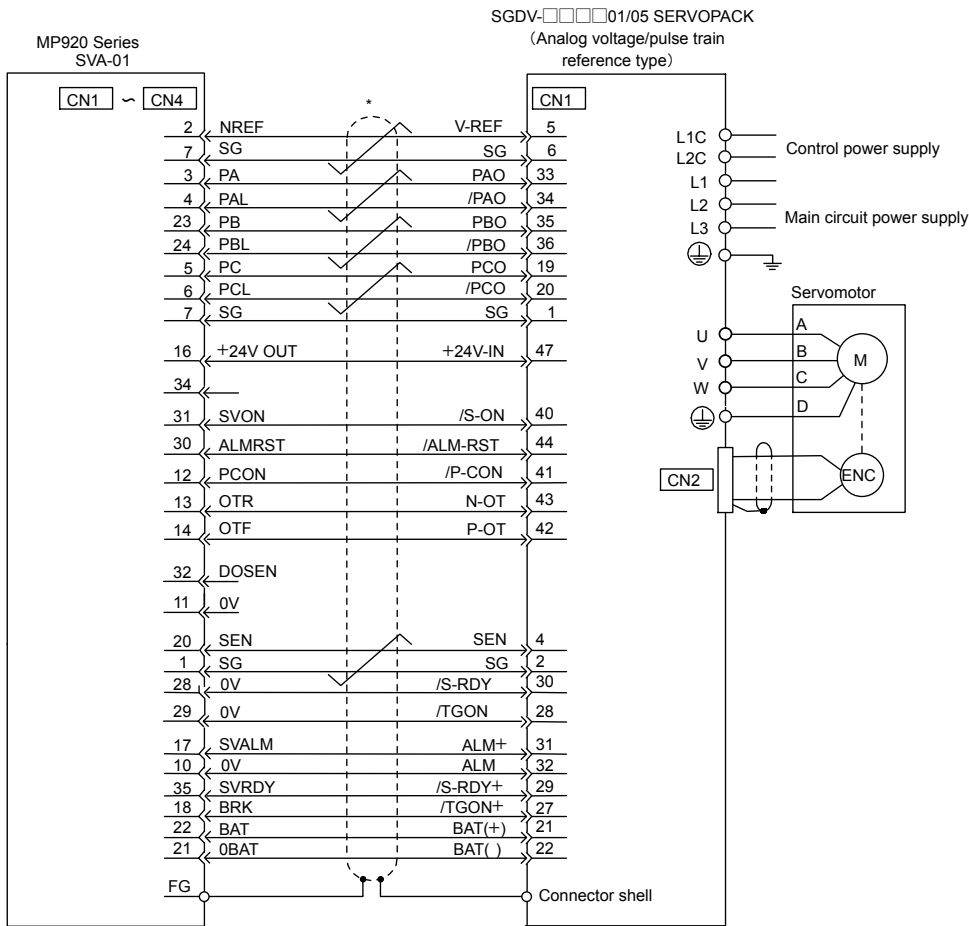 SGDV-□□□□01/05 SERVOPACK
(Analog voltage/pulse train
reference type)
MP920 Series
SVA-01
CN1 ∽ CN4
*
CN1
2 NREF V-REF 5
7 SG SG 6
3 PA PAO 33
4 PAL /PAO 34
23 PB PBO 35
24 PBL /PBO 36
5 PC PCO 19
6 PCL /PCO 20
7 SG SG 1
16 +24V OUT +24V-IN 47
34
31 SVON /S-ON 40
30 ALMRST /ALM-RST 44
12 PCON /P-CON 41
13 OTR N-OT 43
14 OTF P-OT 42
32 DOSEN
11 0V
20 SEN SEN 4
1 SG SG 2
28 0V /S-RDY 30
29 0V /TGON 28
17 SVALM ALM+ 31
10 0V ALM 32
35 SVRDY /S-RDY+ 29
18 BRK /TGON+ 27
22 BAT BAT(+) 21
21 0BAT BAT( ) 22
FG Connector shell
L1C
L2C
Control power supply
L1
L2
L3
Main circuit power supply
Servomotor
U A
V B
W C
D
M
CN2
ENC